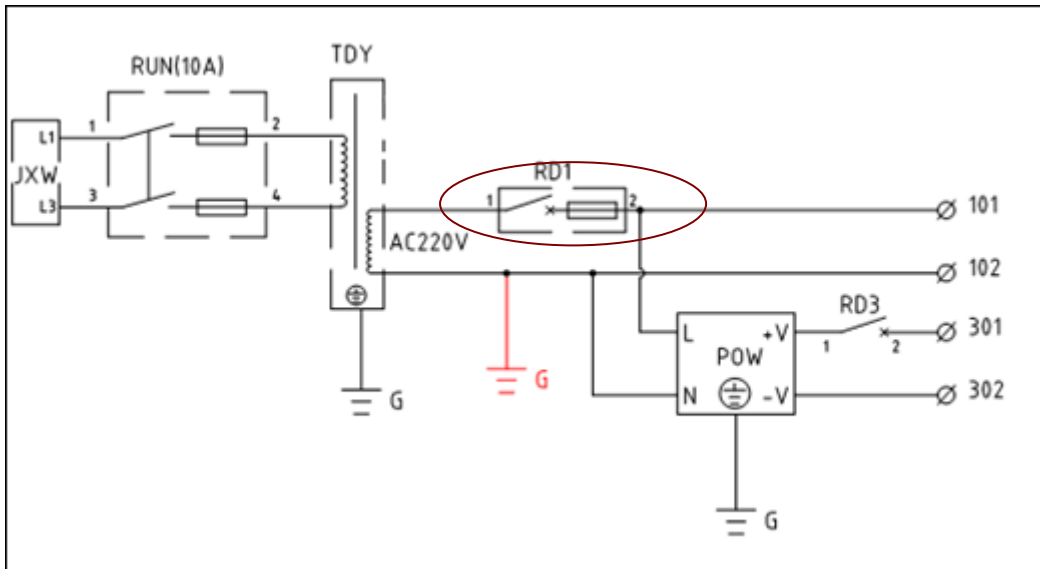 TDY
RUN(10A)
1
2
L1
JXW
RD1
3
4
L3
1
2
101
AC220V
102
RD3
301
L
+V
1
2
POW
G
G
N
-V
302
G